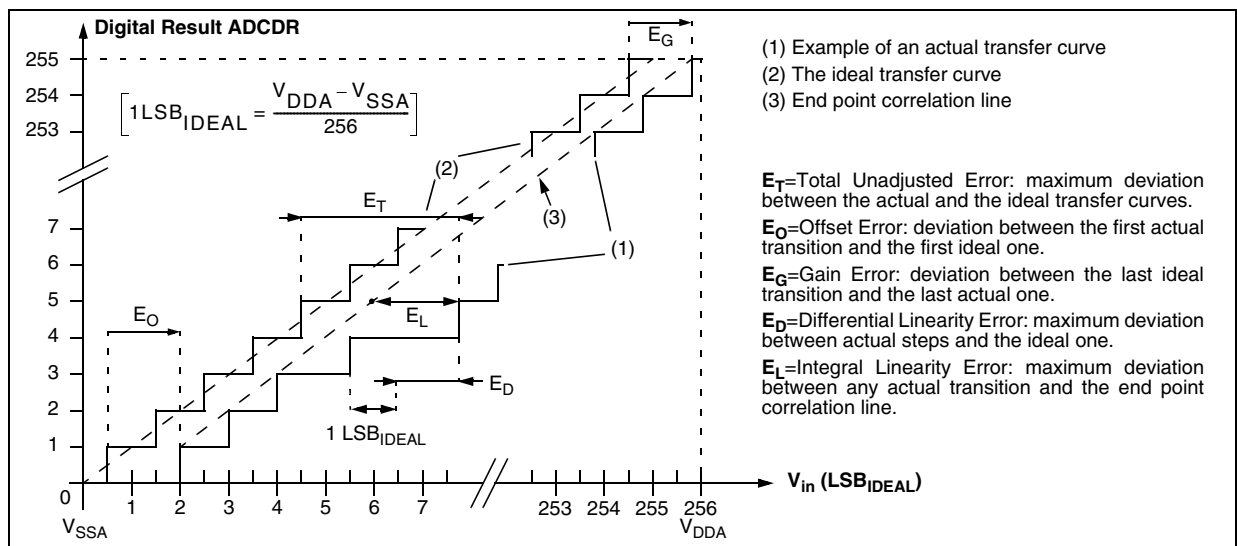 Digital Result ADCDR
E_G
255
254
253
[1LSB_IDEAL = (V_DDA – V_SSA) / 256]
(1) Example of an actual transfer curve
(2) The ideal transfer curve
(3) End point correlation line
(2)
E_T
(3)
(1)
7
6
5
4
3
2
1
0
E_O
E_L
E_D
1 LSB_IDEAL
E_T=Total Unadjusted Error: maximum deviation
between the actual and the ideal transfer curves.
E_O=Offset Error: deviation between the first actual
transition and the first ideal one.
E_G=Gain Error: deviation between the last ideal
transition and the last actual one.
E_D=Differential Linearity Error: maximum deviation
between actual steps and the ideal one.
E_L=Integral Linearity Error: maximum deviation
between any actual transition and the end point
correlation line.
1 2 3 4 5 6 7 253 254 255 256
V_in (LSB_IDEAL)
V_SSA
V_DDA